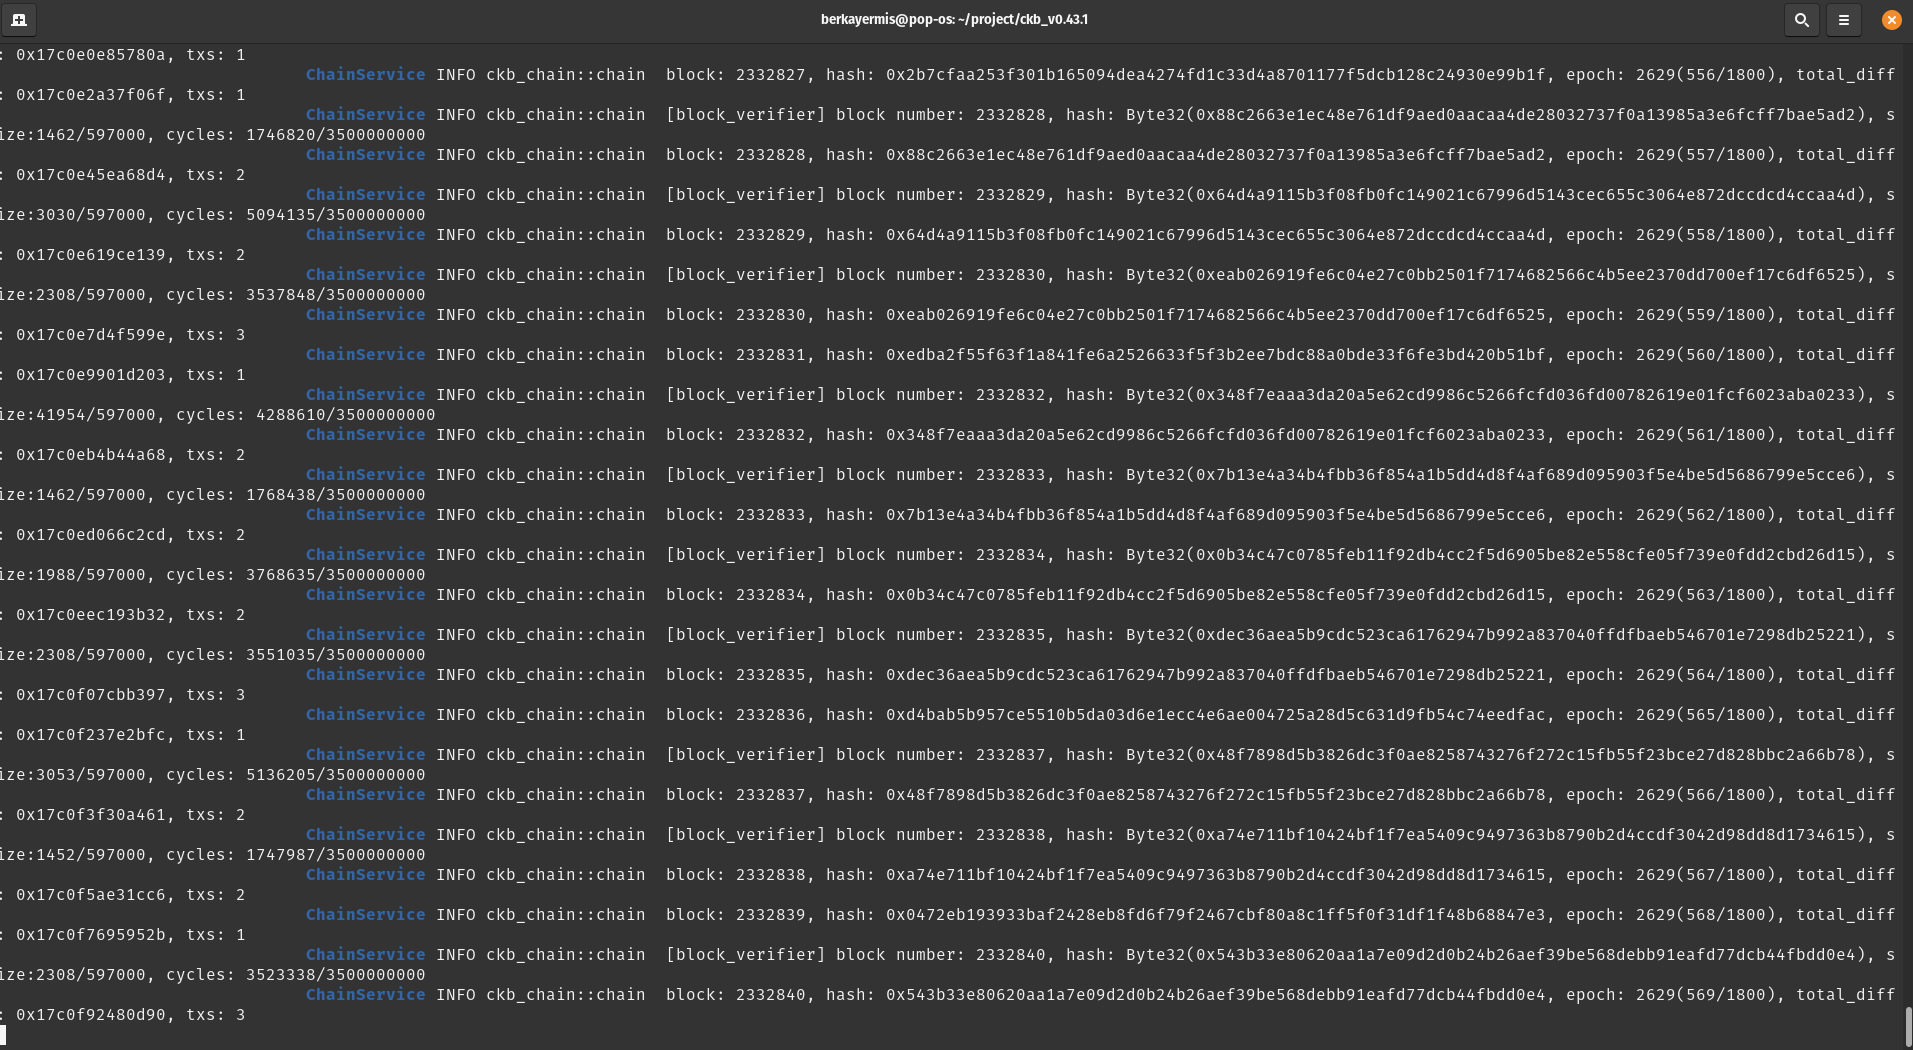 berkayermis@pop-os: ~/project/ckb_v0.43.1
: 0x17c0e0e85780a, txs: 1
ChainService INFO ckb_chain::chain  block: 2332827, hash: 0x2b7cfaa253f301b165094dea4274fd1c33d4a8701177f5dcb128c24930e99b1f, epoch: 2629(556/1800), total_diff
: 0x17c0e2a37f06f, txs: 1
ChainService INFO ckb_chain::chain  [block_verifier] block number: 2332828, hash: Byte32(0x88c2663e1ec48e761df9aed0aacaa4de28032737f0a13985a3e6fcff7bae5ad2), s
ize:1462/597000, cycles: 1746820/3500000000
ChainService INFO ckb_chain::chain  block: 2332828, hash: 0x88c2663e1ec48e761df9aed0aacaa4de28032737f0a13985a3e6fcff7bae5ad2, epoch: 2629(557/1800), total_diff
: 0x17c0e45ea68d4, txs: 2
ChainService INFO ckb_chain::chain  [block_verifier] block number: 2332829, hash: Byte32(0x64d4a9115b3f08fb0fc149021c67996d5143cec655c3064e872dccdcd4ccaa4d), s
ize:3030/597000, cycles: 5094135/3500000000
ChainService INFO ckb_chain::chain  block: 2332829, hash: 0x64d4a9115b3f08fb0fc149021c67996d5143cec655c3064e872dccdcd4ccaa4d, epoch: 2629(558/1800), total_diff
: 0x17c0e619ce139, txs: 2
ChainService INFO ckb_chain::chain  [block_verifier] block number: 2332830, hash: Byte32(0xeab026919fe6c04e27c0bb2501f7174682566c4b5ee2370dd700ef17c6df6525), s
ize:2308/597000, cycles: 3537848/3500000000
ChainService INFO ckb_chain::chain  block: 2332830, hash: 0xeab026919fe6c04e27c0bb2501f7174682566c4b5ee2370dd700ef17c6df6525, epoch: 2629(559/1800), total_diff
: 0x17c0e7d4f599e, txs: 3
ChainService INFO ckb_chain::chain  block: 2332831, hash: 0xedba2f55f63f1a841fe6a2526633f5f3b2ee7bdc88a0bde33f6fe3bd420b51bf, epoch: 2629(560/1800), total_diff
: 0x17c0e9901d203, txs: 1
ChainService INFO ckb_chain::chain  [block_verifier] block number: 2332832, hash: Byte32(0x348f7eaaa3da20a5e62cd9986c5266fcfd036fd00782619e01fcf6023aba0233), s
ize:41954/597000, cycles: 4288610/3500000000
ChainService INFO ckb_chain::chain  block: 2332832, hash: 0x348f7eaaa3da20a5e62cd9986c5266fcfd036fd00782619e01fcf6023aba0233, epoch: 2629(561/1800), total_diff
: 0x17c0eb4b44a68, txs: 2
ChainService INFO ckb_chain::chain  [block_verifier] block number: 2332833, hash: Byte32(0x7b13e4a34b4fbb36f854a1b5dd4d8f4af689d095903f5e4be5d5686799e5cce6), s
ize:1462/597000, cycles: 1768438/3500000000
ChainService INFO ckb_chain::chain  block: 2332833, hash: 0x7b13e4a34b4fbb36f854a1b5dd4d8f4af689d095903f5e4be5d5686799e5cce6, epoch: 2629(562/1800), total_diff
: 0x17c0ed066c2cd, txs: 2
ChainService INFO ckb_chain::chain  [block_verifier] block number: 2332834, hash: Byte32(0x0b34c47c0785feb11f92db4cc2f5d6905be82e558cfe05f739e0fdd2cbd26d15), s
ize:1988/597000, cycles: 3768635/3500000000
ChainService INFO ckb_chain::chain  block: 2332834, hash: 0x0b34c47c0785feb11f92db4cc2f5d6905be82e558cfe05f739e0fdd2cbd26d15, epoch: 2629(563/1800), total_diff
: 0x17c0eec193b32, txs: 2
ChainService INFO ckb_chain::chain  [block_verifier] block number: 2332835, hash: Byte32(0xdec36aea5b9cdc523ca61762947b992a837040ffdfbaeb546701e7298db25221), s
ize:2308/597000, cycles: 3551035/3500000000
ChainService INFO ckb_chain::chain  block: 2332835, hash: 0xdec36aea5b9cdc523ca61762947b992a837040ffdfbaeb546701e7298db25221, epoch: 2629(564/1800), total_diff
: 0x17c0f07cbb397, txs: 3
ChainService INFO ckb_chain::chain  block: 2332836, hash: 0xd4bab5b957ce5510b5da03d6e1ecc4e6ae004725a28d5c631d9fb54c74eedfac, epoch: 2629(565/1800), total_diff
: 0x17c0f237e2bfc, txs: 1
ChainService INFO ckb_chain::chain  [block_verifier] block number: 2332837, hash: Byte32(0x48f7898d5b3826dc3f0ae8258743276f272c15fb55f23bce27d828bbc2a66b78), s
ize:3053/597000, cycles: 5136205/3500000000
ChainService INFO ckb_chain::chain  block: 2332837, hash: 0x48f7898d5b3826dc3f0ae8258743276f272c15fb55f23bce27d828bbc2a66b78, epoch: 2629(566/1800), total_diff
: 0x17c0f3f30a461, txs: 2
ChainService INFO ckb_chain::chain  [block_verifier] block number: 2332838, hash: Byte32(0xa74e711bf10424bf1f7ea5409c9497363b8790b2d4ccdf3042d98dd8d1734615), s
ize:1452/597000, cycles: 1747987/3500000000
ChainService INFO ckb_chain::chain  block: 2332838, hash: 0xa74e711bf10424bf1f7ea5409c9497363b8790b2d4ccdf3042d98dd8d1734615, epoch: 2629(567/1800), total_diff
: 0x17c0f5ae31cc6, txs: 2
ChainService INFO ckb_chain::chain  block: 2332839, hash: 0x0472eb193933baf2428eb8fd6f79f2467cbf80a8c1ff5f0f31df1f48b68847e3, epoch: 2629(568/1800), total_diff
: 0x17c0f7695952b, txs: 1
ChainService INFO ckb_chain::chain  [block_verifier] block number: 2332840, hash: Byte32(0x543b33e80620aa1a7e09d2d0b24b26aef39be568debb91eafd77dcb44fbdd0e4), s
ize:2308/597000, cycles: 3523338/3500000000
ChainService INFO ckb_chain::chain  block: 2332840, hash: 0x543b33e80620aa1a7e09d2d0b24b26aef39be568debb91eafd77dcb44fbdd0e4, epoch: 2629(569/1800), total_diff
: 0x17c0f92480d90, txs: 3